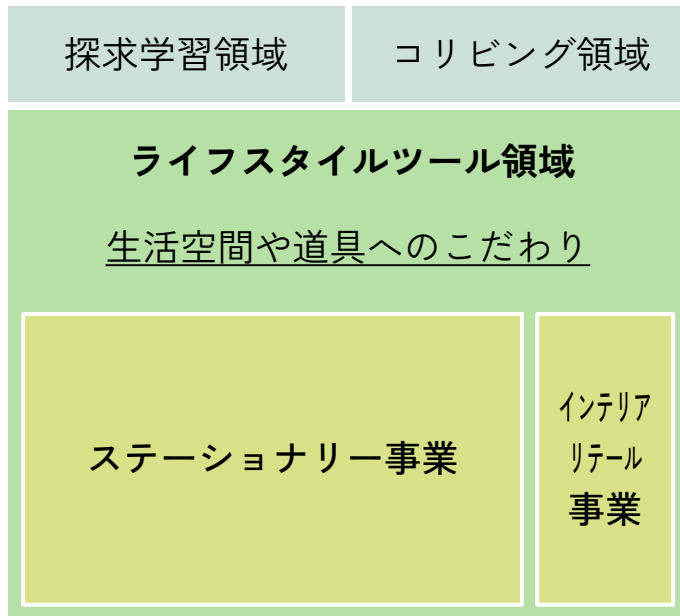 探求学習領域
コリビング領域
ライフスタイルツール領域
生活空間や道具へのこだわり
ステーショナリー事業
ｲﾝﾃﾘｱ
ﾘﾃｰﾙ
事業